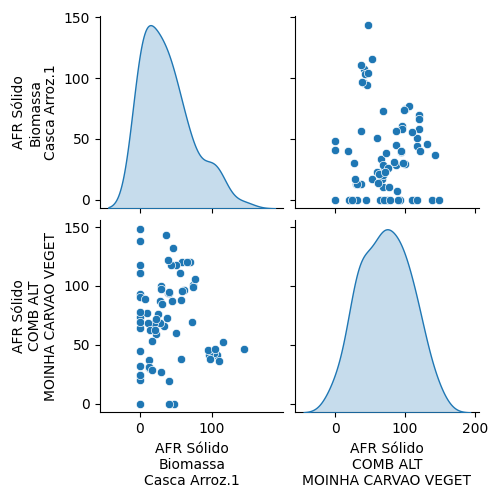 150
100
50
0
AFR Sólido
Biomassa
Casca Arroz.1
150
100
50
0
AFR Sólido
COMB ALT
MOINHA CARVAO VEGET
0 100
0 100 200
AFR Sólido
Biomassa
Casca Arroz.1
AFR Sólido
COMB ALT
MOINHA CARVAO VEGET